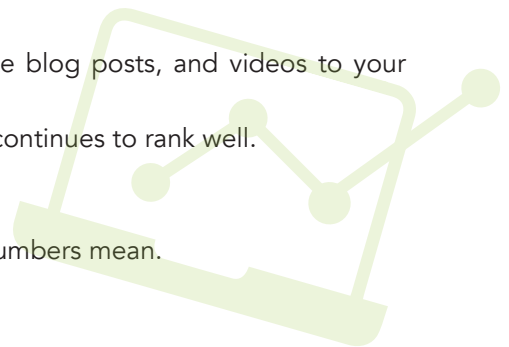 e blog posts, and videos to your
continues to rank well.
umbers mean.